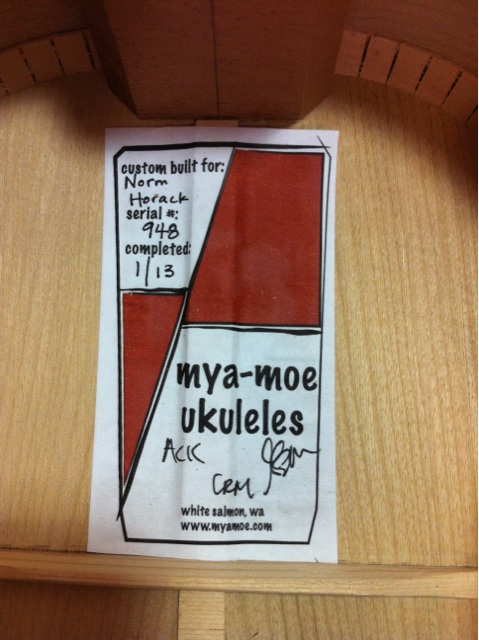 custom built for:
Norm
Horack
serial #:
948
completed:
1/13
mya-moe
ukuleles
ACK
CRM
white salmon, wa
www.myamoe.com